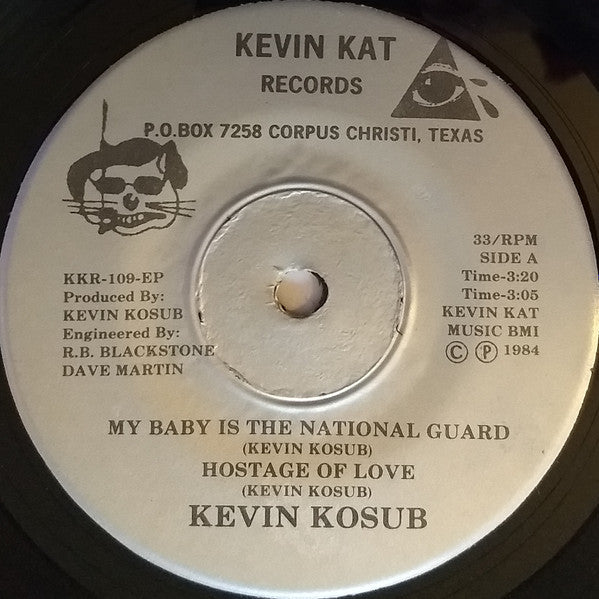 KEVIN KAT
RECORDS
P.O.BOX 7258 CORPUS CHRISTI, TEXAS
KKR-109-EP
Produced By:
KEVIN KOSUB
Engineered By:
R.B. BLACKSTONE
DAVE MARTIN
33/RPM
SIDE A
Time-3:20
Time-3:05
KEVIN KAT
MUSIC BMI
© ℗ 1984
MY BABY IS THE NATIONAL GUARD
(KEVIN KOSUB)
HOSTAGE OF LOVE
(KEVIN KOSUB)
KEVIN KOSUB